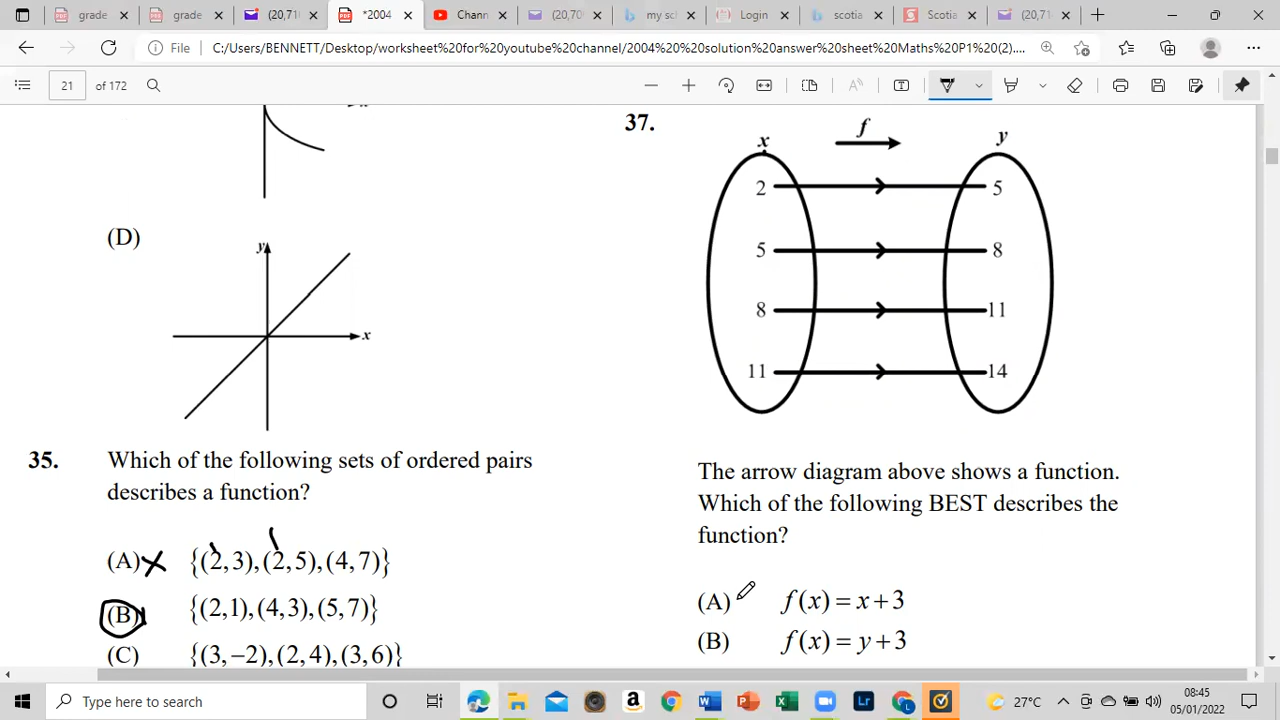 grade
grade
(20,710
*2004
Chann
(20,70
my scl
Login
scotia
Scotia
(20,71
File
C:/Users/BENNETT/Desktop/worksheet%20for%20youtube%20channel/2004%20%20solution%20answer%20sheet%20Maths%20P1%20(2)....
21 of 172
(D)
y
x
35. Which of the following sets of ordered pairs
describes a function?
(A) {(2,3),(2,5),(4,7)}
(B) {(2,1),(4,3),(5,7)}
(C) {(3,−2),(2,4),(3,6)}
37.
x f y
2 5
5 8
8 11
11 14
The arrow diagram above shows a function.
Which of the following BEST describes the
function?
(A) f(x)=x+3
(B) f(x)=y+3
Type here to search
27°C
08:45
05/01/2022